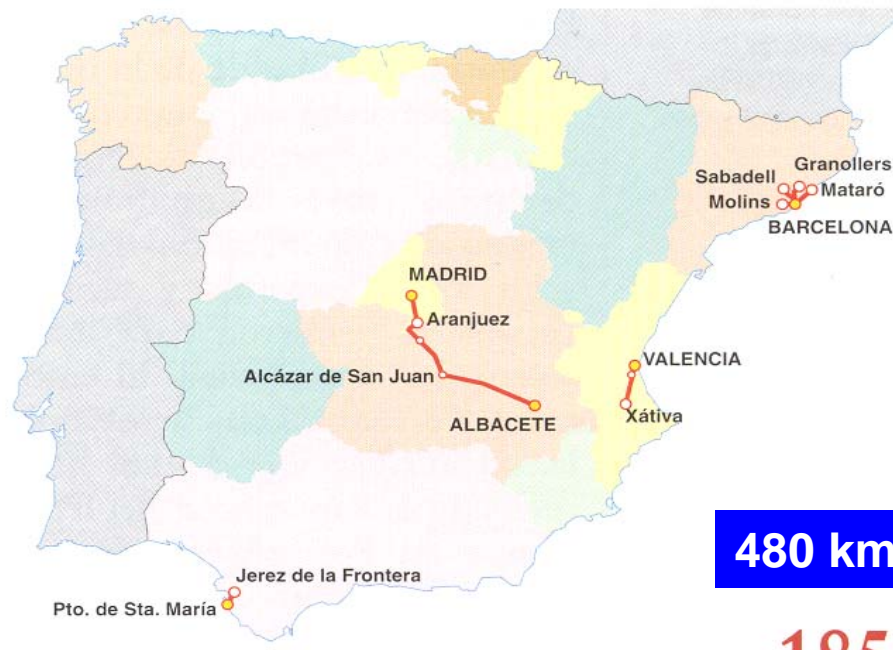 Granollers
Sabadell
Mataró
Molins
BARCELONA
MADRID
Aranjuez
VALENCIA
Alcázar de San Juan
ALBACETE
Xátiva
480 km
Jerez de la Frontera
Pto. de Sta. María